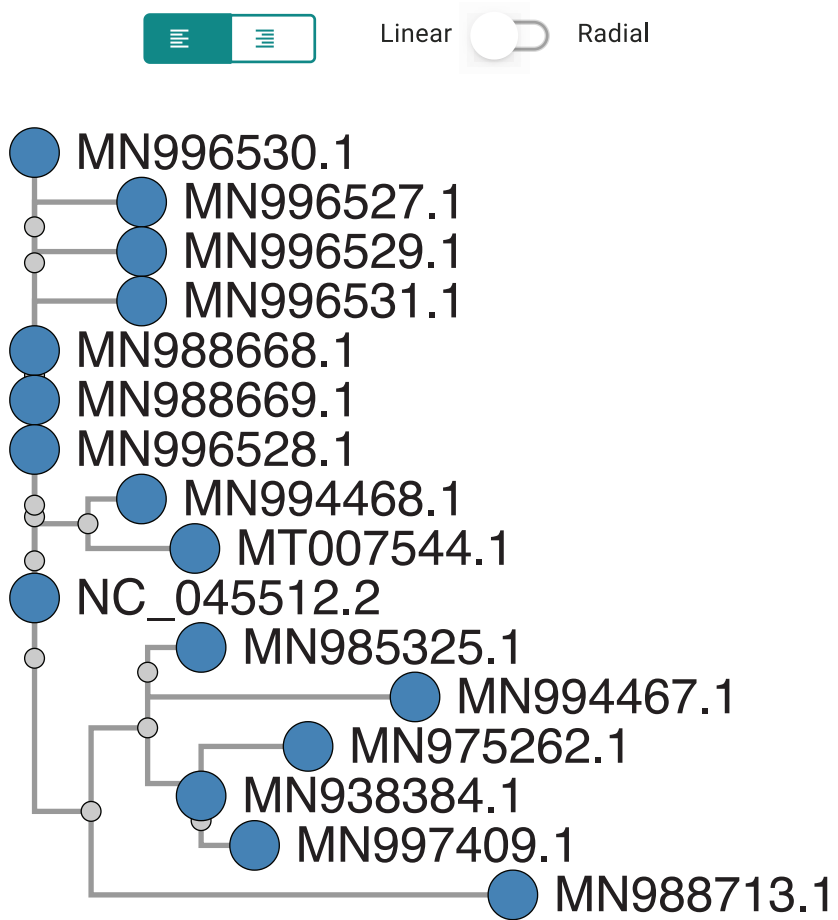 Linear Radial
MN996530.1
MN996527.1
MN996529.1
MN996531.1
MN988668.1
MN988669.1
MN996528.1
MN994468.1
MT007544.1
NC_045512.2
MN985325.1
MN994467.1
MN975262.1
MN938384.1
MN997409.1
MN988713.1